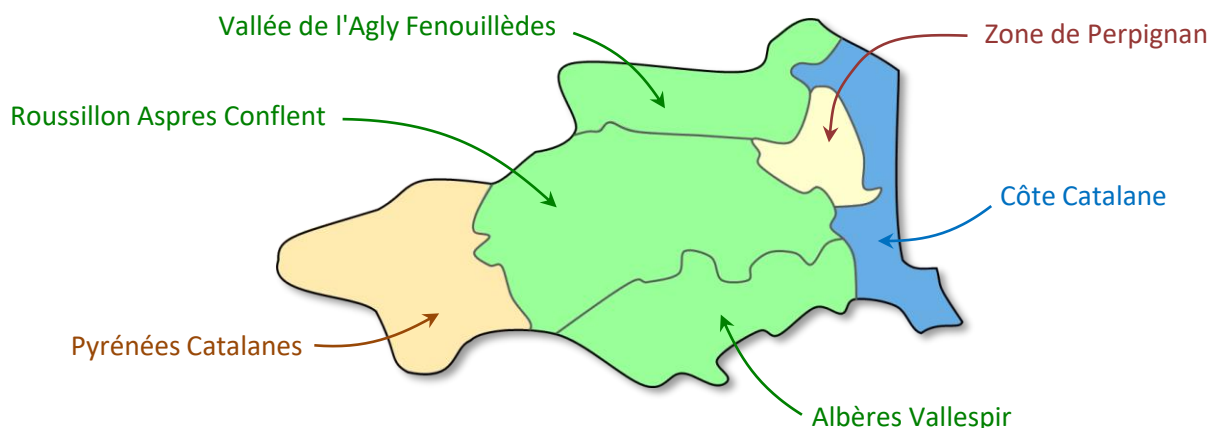 Vallée de l'Agly Fenouillèdes
Zone de Perpignan
Roussillon Aspres Conflent
Côte Catalane
Pyrénées Catalanes
Albères Vallespir